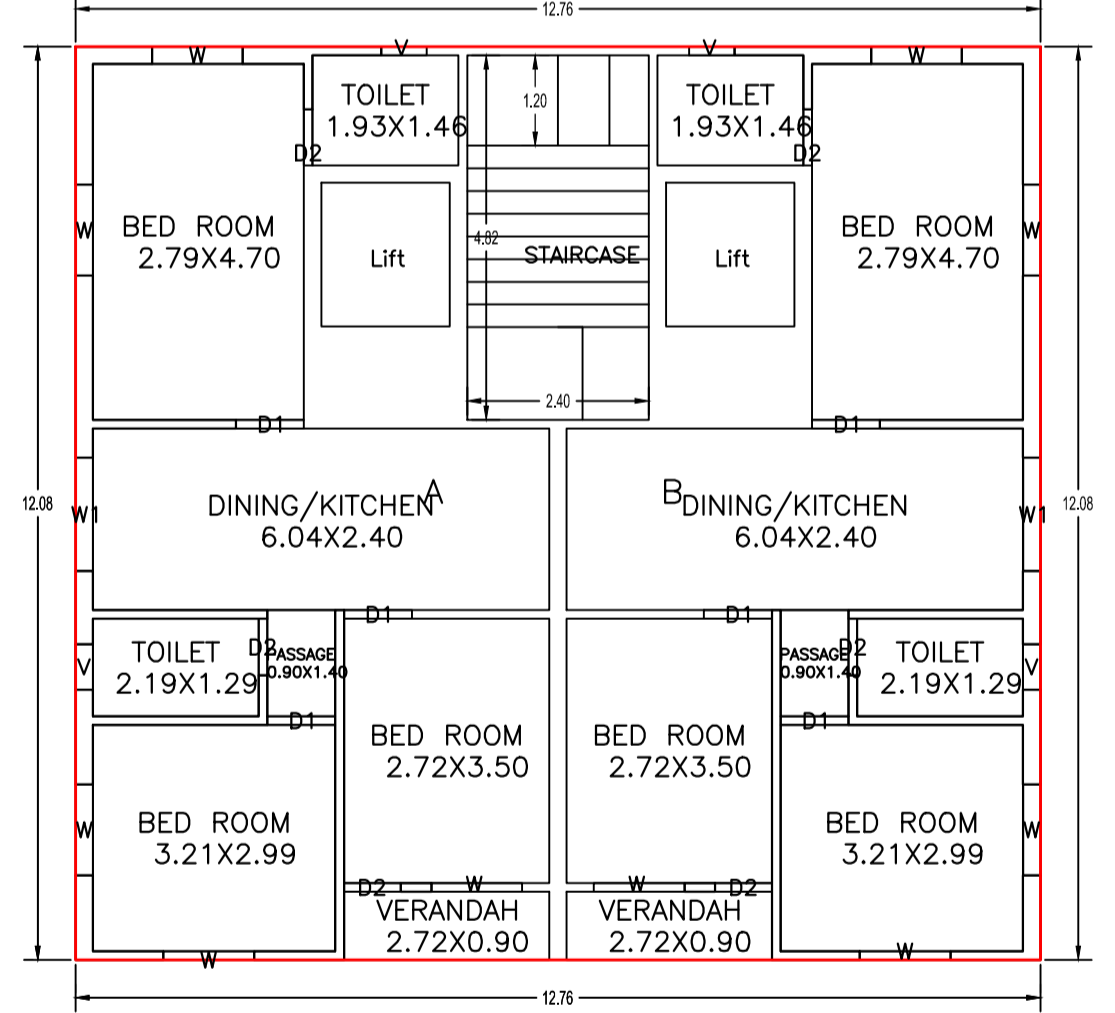 12.76
W
V
V
W
TOILET
1.93X1.46
1.20
TOILET
1.93X1.46
D2
D2
W
BED ROOM
2.79X4.70
Lift
4.82
STAIRCASE
Lift
BED ROOM
2.79X4.70
W
2.40
D1
D1
12.08
W1
DINING/KITCHEN
6.04X2.40
A
B
DINING/KITCHEN
6.04X2.40
W1
12.08
D1
D1
V
TOILET
2.19X1.29
D2
PASSAGE
0.90X1.40
PASSAGE
0.90X1.40
D2
TOILET
2.19X1.29
V
D1
D1
BED ROOM
2.72X3.50
BED ROOM
2.72X3.50
W
BED ROOM
3.21X2.99
BED ROOM
3.21X2.99
W
D2
W
W
D2
VERANDAH
2.72X0.90
VERANDAH
2.72X0.90
W
W
12.76